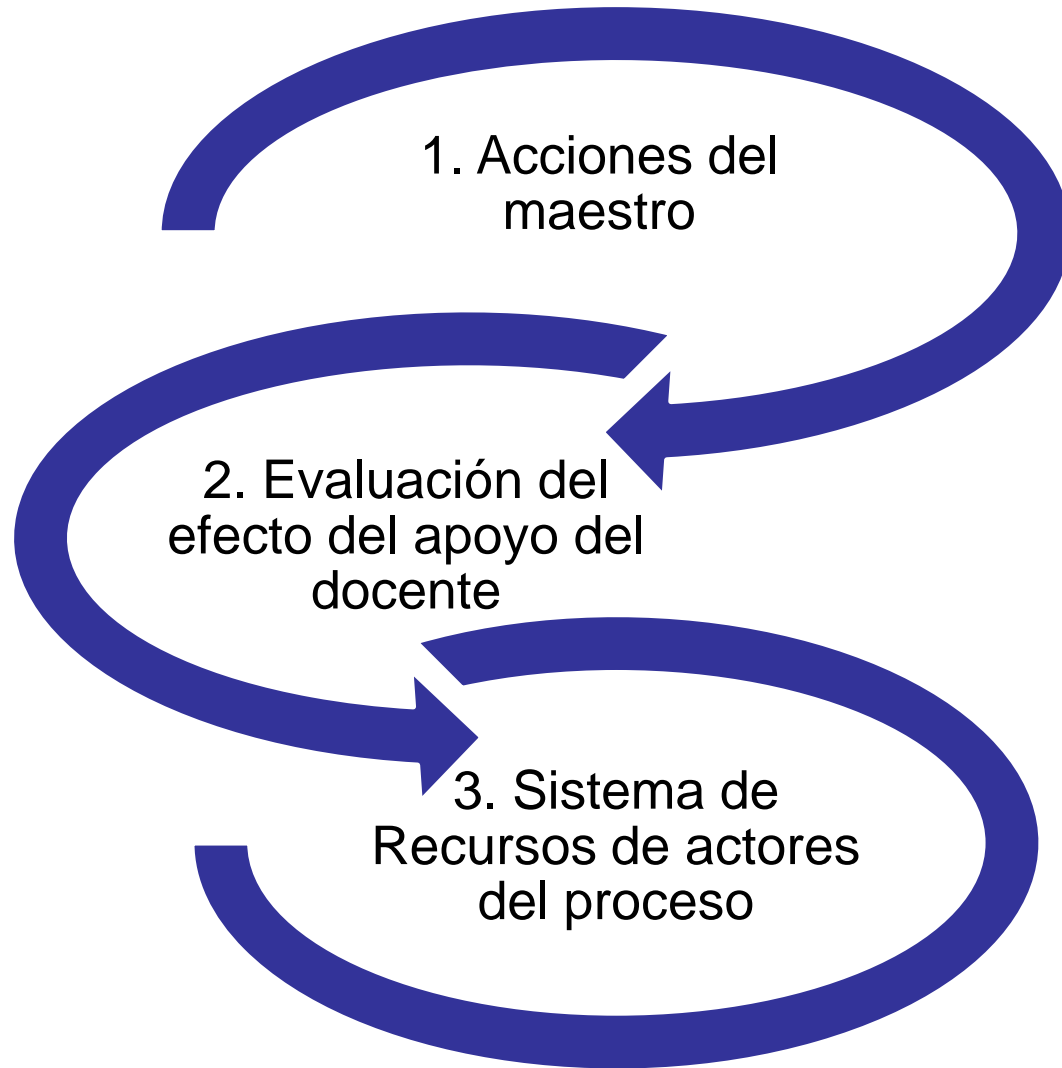 1. Acciones del
maestro
2. Evaluación del
efecto del apoyo del
docente
3. Sistema de
Recursos de actores
del proceso